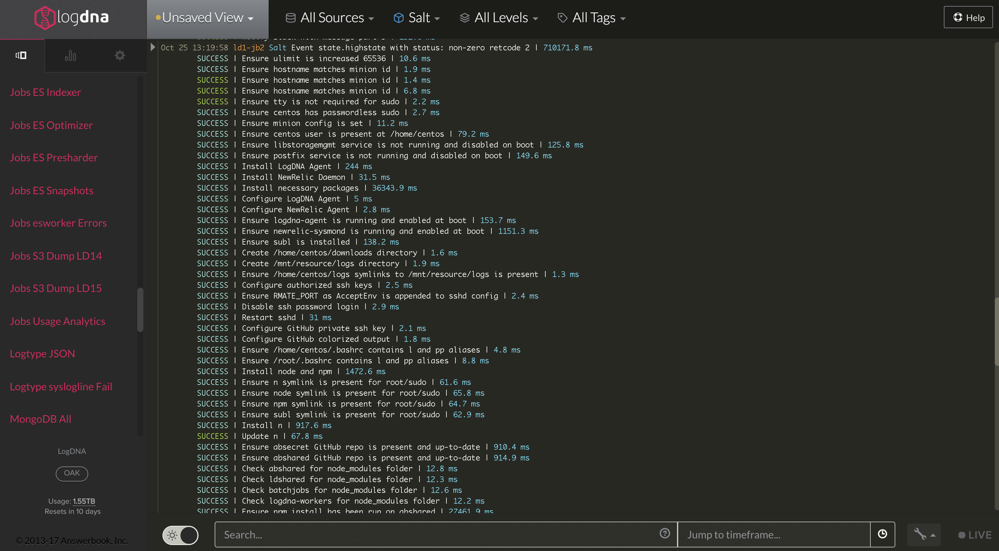 logdna
Unsaved View
All Sources
Salt
All Levels
All Tags
Help
Jobs ES Indexer
Jobs ES Optimizer
Jobs ES Presharder
Jobs ES Snapshots
Jobs esworker Errors
Jobs S3 Dump LD14
Jobs S3 Dump LD15
Jobs Usage Analytics
Logtype JSON
Logtype syslogline Fail
MongoDB All
LogDNA
OAK
Usage: 1.55TB
Resets in 10 days
© 2013-17 Answerbook, Inc.
Oct 25 13:19:58 ld1-jb2 Salt Event state.highstate with status: non-zero retcode 2 | 710171.8 ms
SUCCESS | Ensure ulimit is increased 65536 | 10.6 ms
SUCCESS | Ensure hostname matches minion id | 1.9 ms
SUCCESS | Ensure hostname matches minion id | 1.4 ms
SUCCESS | Ensure hostname matches minion id | 6.8 ms
SUCCESS | Ensure tty is not required for sudo | 2.2 ms
SUCCESS | Ensure centos has passwordless sudo | 2.7 ms
SUCCESS | Ensure minion config is set | 11.2 ms
SUCCESS | Ensure centos user is present at /home/centos | 79.2 ms
SUCCESS | Ensure libstoragemgmt service is not running and disabled on boot | 125.8 ms
SUCCESS | Ensure postfix service is not running and disabled on boot | 149.6 ms
SUCCESS | Install LogDNA Agent | 244 ms
SUCCESS | Install NewRelic Daemon | 31.5 ms
SUCCESS | Install necessary packages | 36343.9 ms
SUCCESS | Configure LogDNA Agent | 5 ms
SUCCESS | Configure NewRelic Agent | 2.8 ms
SUCCESS | Ensure logdna-agent is running and enabled at boot | 153.7 ms
SUCCESS | Ensure newrelic-sysmond is running and enabled at boot | 1151.3 ms
SUCCESS | Ensure subl is installed | 138.2 ms
SUCCESS | Create /home/centos/downloads directory | 1.6 ms
SUCCESS | Create /mnt/resource/logs directory | 1.9 ms
SUCCESS | Ensure /home/centos/logs symlinks to /mnt/resource/logs is present | 1.3 ms
SUCCESS | Configure authorized ssh keys | 2.5 ms
SUCCESS | Ensure RMATE_PORT as AcceptEnv is appended to sshd config | 2.4 ms
SUCCESS | Disable ssh password login | 2.9 ms
SUCCESS | Restart sshd | 31 ms
SUCCESS | Configure GitHub private ssh key | 2.1 ms
SUCCESS | Configure GitHub colorized output | 1.8 ms
SUCCESS | Ensure /home/centos/.bashrc contains l and pp aliases | 4.8 ms
SUCCESS | Ensure /root/.bashrc contains l and pp aliases | 8.8 ms
SUCCESS | Install node and npm | 1472.6 ms
SUCCESS | Ensure n symlink is present for root/sudo | 61.6 ms
SUCCESS | Ensure node symlink is present for root/sudo | 65.8 ms
SUCCESS | Ensure npm symlink is present for root/sudo | 64.7 ms
SUCCESS | Ensure subl symlink is present for root/sudo | 62.9 ms
SUCCESS | Install n | 917.6 ms
SUCCESS | Update n | 67.8 ms
SUCCESS | Ensure absecret GitHub repo is present and up-to-date | 910.4 ms
SUCCESS | Ensure abshared GitHub repo is present and up-to-date | 914.9 ms
SUCCESS | Check abshared for node_modules folder | 12.8 ms
SUCCESS | Check ldshared for node_modules folder | 12.3 ms
SUCCESS | Check batchjobs for node_modules folder | 12.6 ms
SUCCESS | Check logdna-workers for node_modules folder | 12.2 ms
SUCCESS | Ensure npm install has been run on abshared | 27461.9 ms
Search...
Jump to timeframe...
LIVE